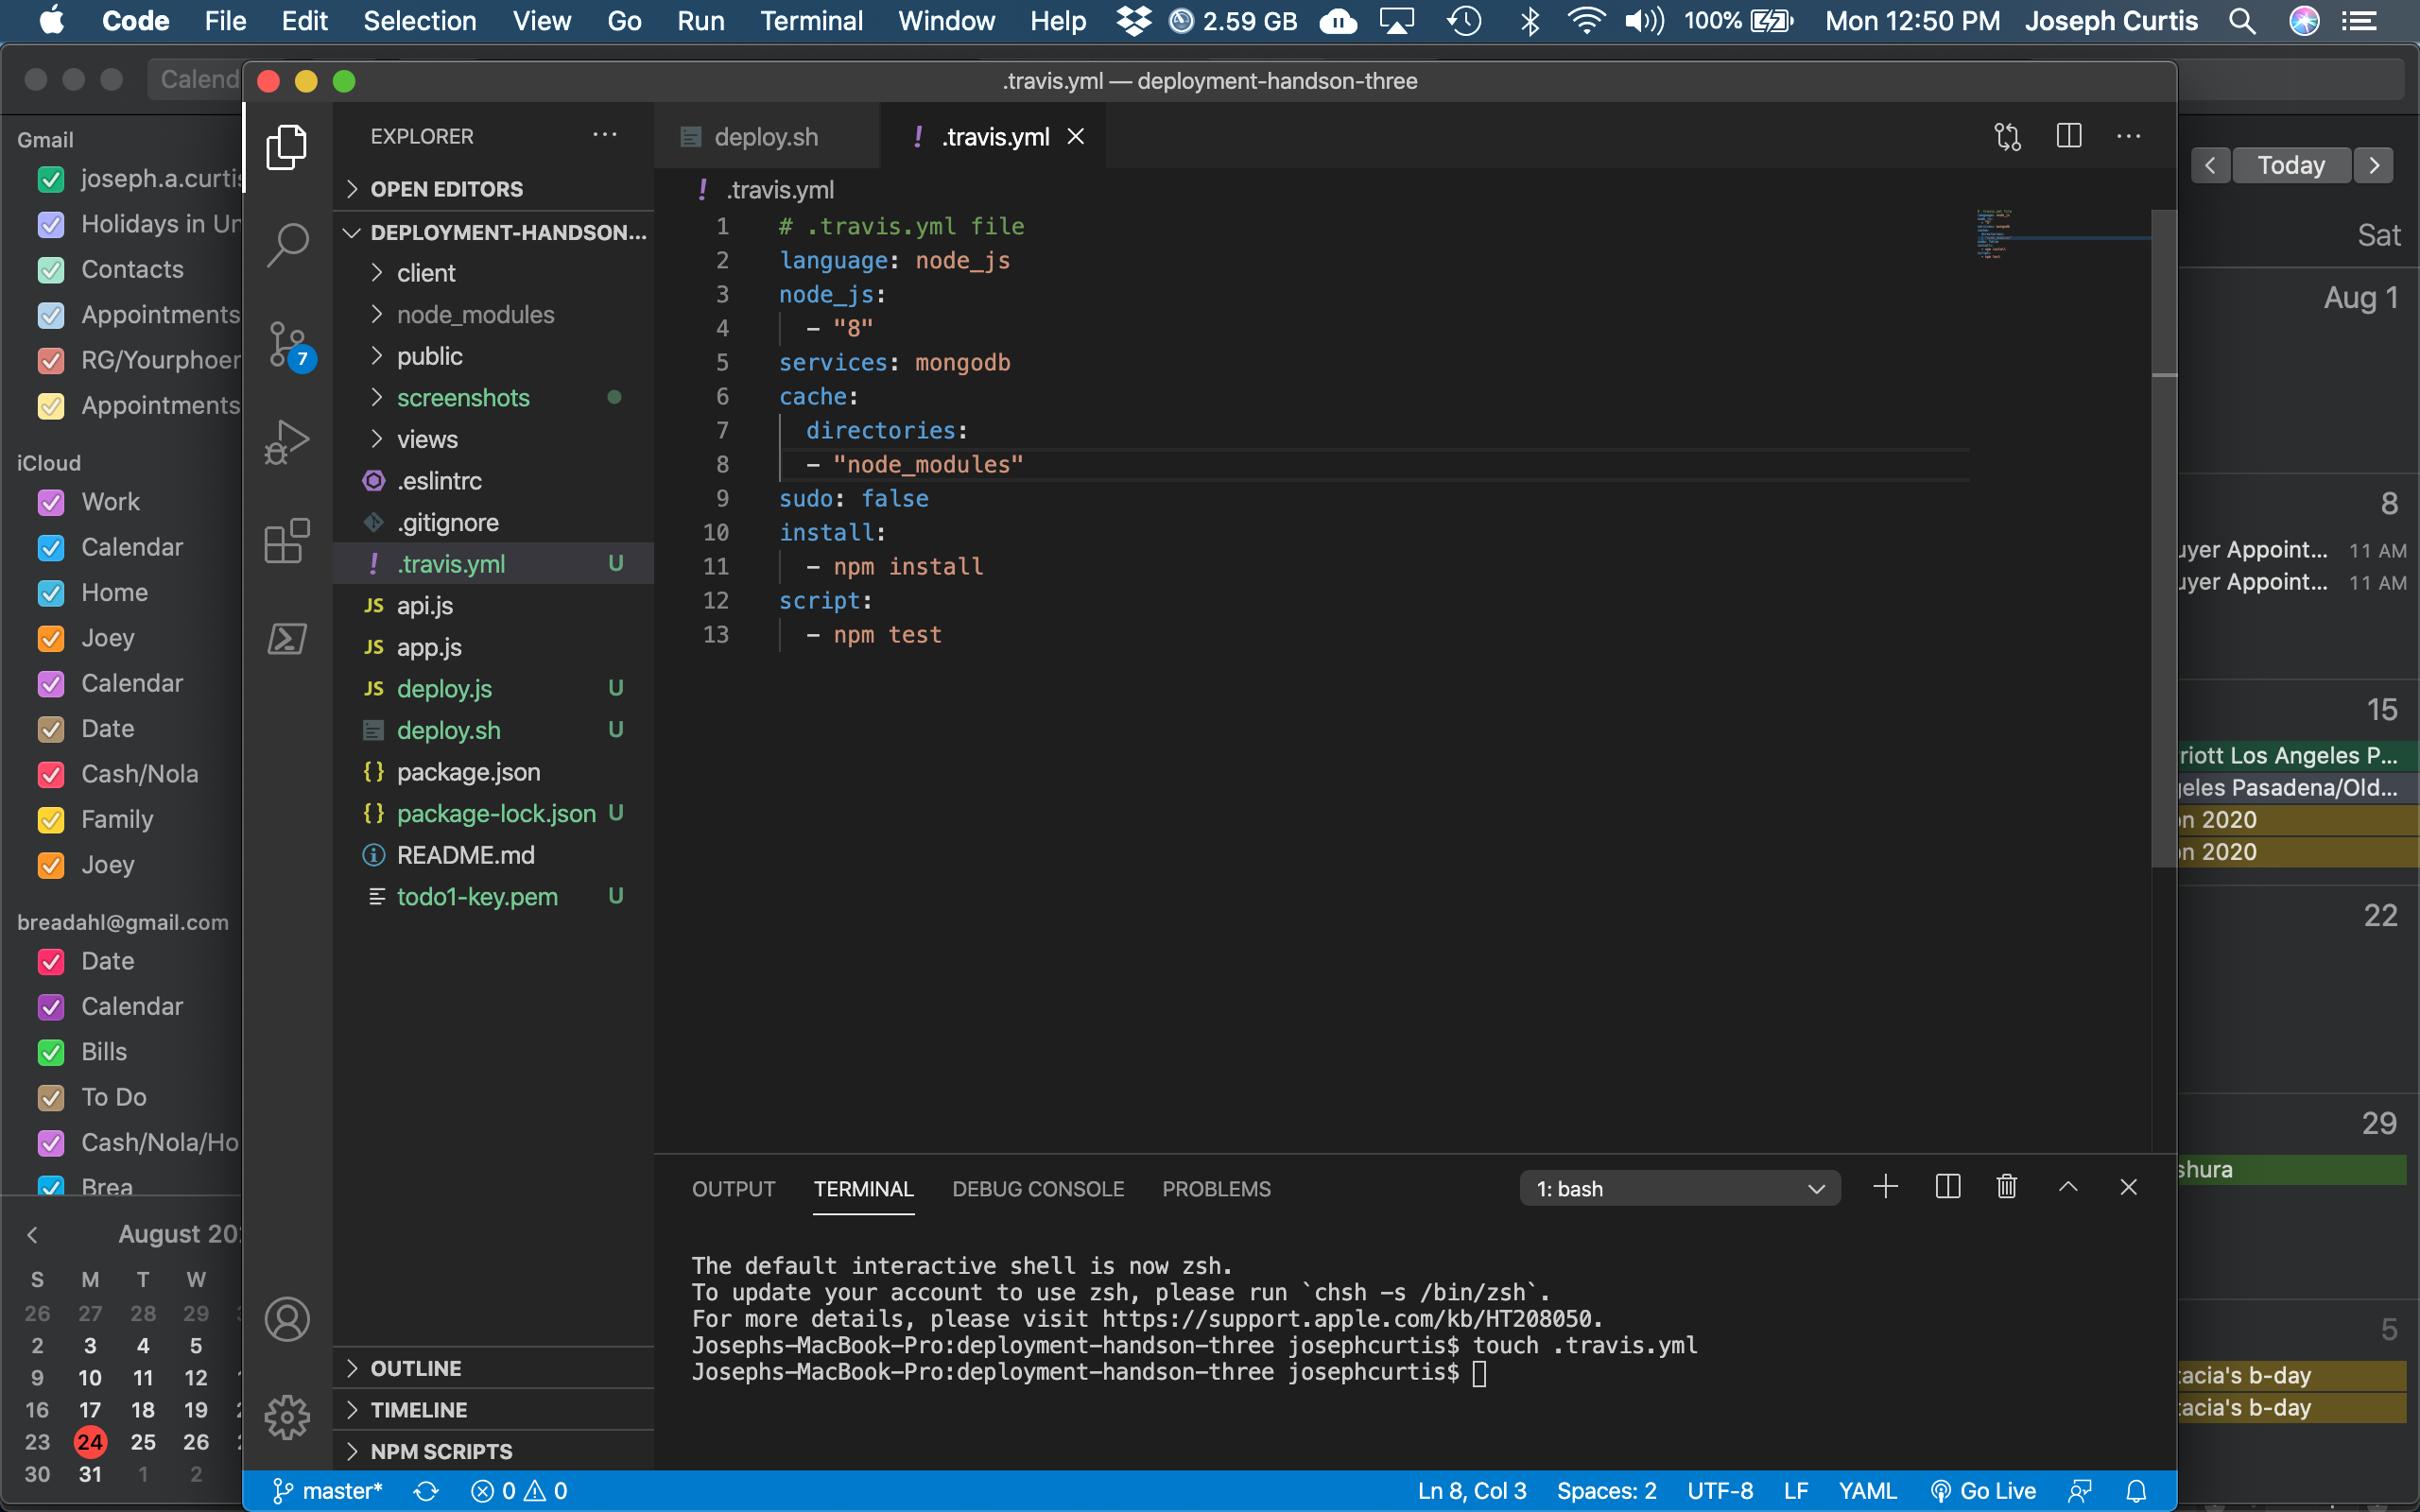 Code File Edit Selection View Go Run Terminal Window Help 2.59 GB 100% Mon 12:50 PM Joseph Curtis
Calend
.travis.yml — deployment-handson-three
Gmail
joseph.a.curtis
Holidays in Un
Contacts
Appointments
RG/Yourphoen
Appointments
iCloud
Work
Calendar
Home
Joey
Calendar
Date
Cash/Nola
Family
Joey
breadahl@gmail.com
Date
Calendar
Bills
To Do
Cash/Nola/Ho
Brea
August 202
S M T W
26 27 28 29
2 3 4 5
9 10 11 12
16 17 18 19
23 24 25 26
30 31 1 2
EXPLORER
OPEN EDITORS
DEPLOYMENT-HANDSON...
client
node_modules
public
screenshots
views
.eslintrc
.gitignore
.travis.yml U
JS api.js
JS app.js
JS deploy.js U
deploy.sh U
{} package.json
{} package-lock.json U
README.md
todo1-key.pem U
OUTLINE
TIMELINE
NPM SCRIPTS
7
deploy.sh
! .travis.yml
! .travis.yml
1 # .travis.yml file
2 language: node_js
3 node_js:
4 - "8"
5 services: mongodb
6 cache:
7 directories:
8 - "node_modules"
9 sudo: false
10 install:
11 - npm install
12 script:
13 - npm test
OUTPUT TERMINAL DEBUG CONSOLE PROBLEMS 1: bash
The default interactive shell is now zsh.
To update your account to use zsh, please run `chsh -s /bin/zsh`.
For more details, please visit https://support.apple.com/kb/HT208050.
Josephs-MacBook-Pro:deployment-handson-three josephcurtis$ touch .travis.yml
Josephs-MacBook-Pro:deployment-handson-three josephcurtis$
master* 0 0 Ln 8, Col 3 Spaces: 2 UTF-8 LF YAML Go Live
Today
Sat
Aug 1
8
uyer Appoint... 11 AM
uyer Appoint... 11 AM
15
riott Los Angeles P...
geles Pasadena/Old...
on 2020
on 2020
22
29
shura
5
tacia's b-day
tacia's b-day